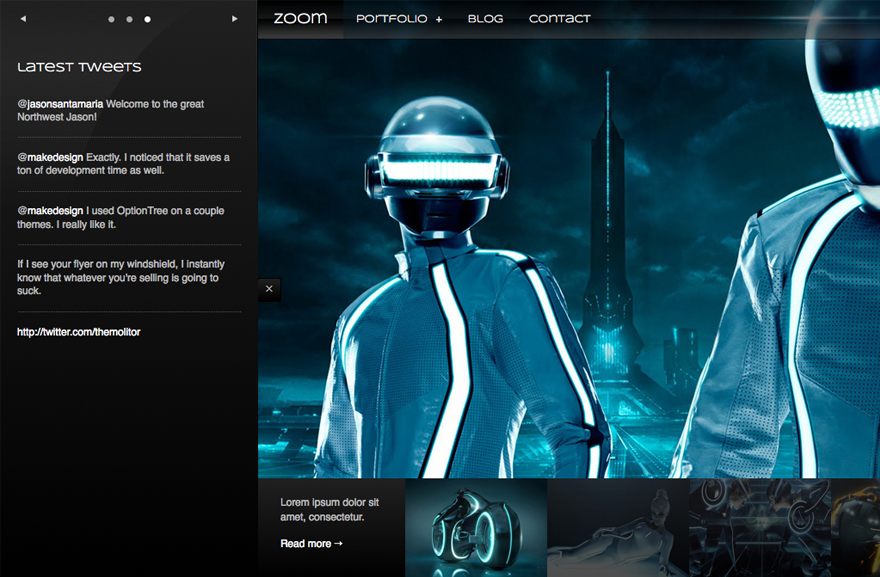 zoom
PORTFOLIO +
BLOG
CONTACT
Latest Tweets
@jasonsantamaria Welcome to the great
Northwest Jason!
@makedesign Exactly. I noticed that it saves a
ton of development time as well.
@makedesign I used OptionTree on a couple
themes. I really like it.
If I see your flyer on my windshield, I instantly
know that whatever you're selling is going to
suck.
http://twitter.com/themolitor
Lorem ipsum dolor sit
amet, consectetur.
Read more →